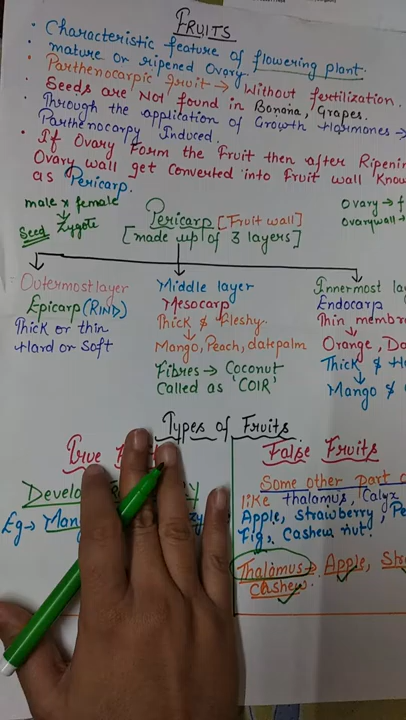 FRUITS
• Characteristic feature of flowering plant.
• mature or ripened Ovary.
• Parthenocarpic fruit → Without fertilization.
• Seeds are Not found in Banana, Grapes.
• Through the application of Growth Hormones →
Parthenocarpy Induced.
• If Ovary form the fruit then after Ripenin
Ovary wall get Converted into Fruit wall Know
as Pericarp.
male x female
↓
Seed ← Zygote
Pericarp [Fruit wall]
[made up of 3 layers]
Ovary → f
Ovary wall →
Outermost layer
Epicarp (RIND)
Thick or thin
Hard or Soft
Middle layer
Mesocarp
Thick & fleshy.
↓
Mango, Peach, datepalm
Fibres → Coconut
Called as 'COIR'
Innermost la
Endocarp
Thin membr
↓
Orange, Da
Thick & H
↓
Mango &
Types of Fruits
True
Develo
Eg → Man
False Fruits
Some other part o
like thalamus, Calyx
Apple, strawberry, Pe
Fig, Cashew nut.
Thalamus → Apple, Str
Cashew